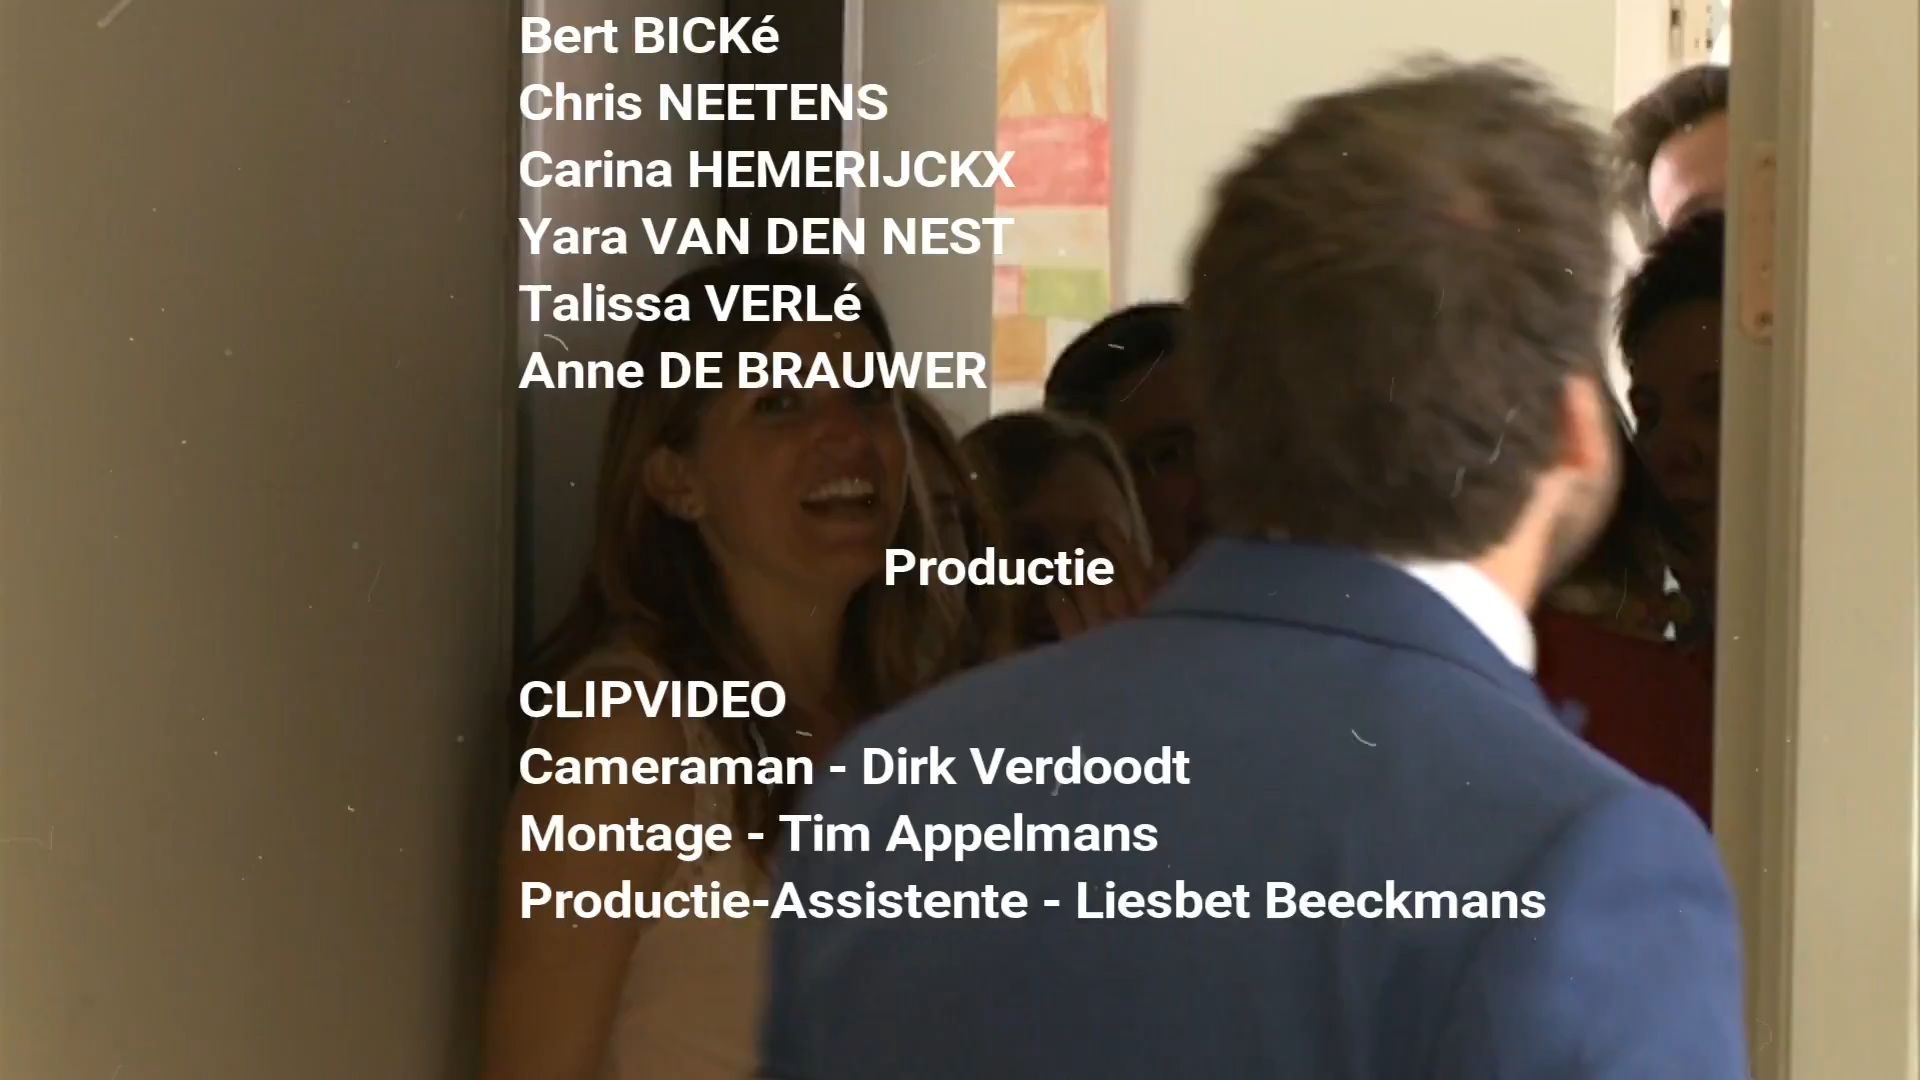 Bert BICKé
Chris NEETENS
Carina HEMERIJCKX
Yara VAN DEN NEST
Talissa VERLé
Anne DE BRAUWER
Productie
CLIPVIDEO
Cameraman - Dirk Verdoodt
Montage - Tim Appelmans
Productie-Assistente - Liesbet Beeckmans